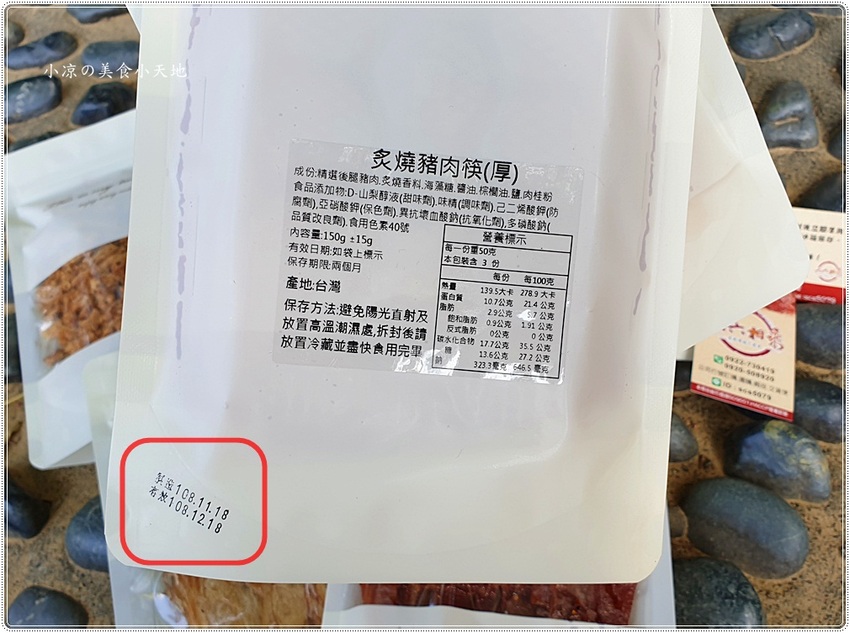 小凉の美食小天地
炙燒豬肉筷(厚)
成份:精選後腿豬肉.炙燒香料.海藻糖.醬油.棕櫚油.鹽.肉桂粉
食品添加物:D-山梨醇液(甜味劑).味精(調味劑).己二烯酸鉀(防
腐劑).亞硝酸鉀(保色劑).異抗壞血酸鈉(抗氧化劑).多磷酸鈉(
品質改良劑).食用色素40號
內容量:150g ±15g
有效日期:如袋上標示
保存期限:兩個月
產地:台灣
保存方法:避免陽光直射及
放置高溫潮濕處,拆封後請
放置冷藏並盡快食用完畢
營養標示
每一份量50克
本包裝含 3 份
每份 每100克
熱量 139.5大卡 278.9 大卡
蛋白質 10.7公克 21.4 公克
脂肪 2.9公克 5.7 公克
飽和脂肪 0.9公克 1.91 公克
反式脂肪 0公克 0 公克
碳水化合物 17.7公克 35.5 公克
糖 13.6公克 27.2 公克
鈉 323.3毫克 646.5 毫克
製造108.11.18
有效108.12.18
0922-730419
0920-508920